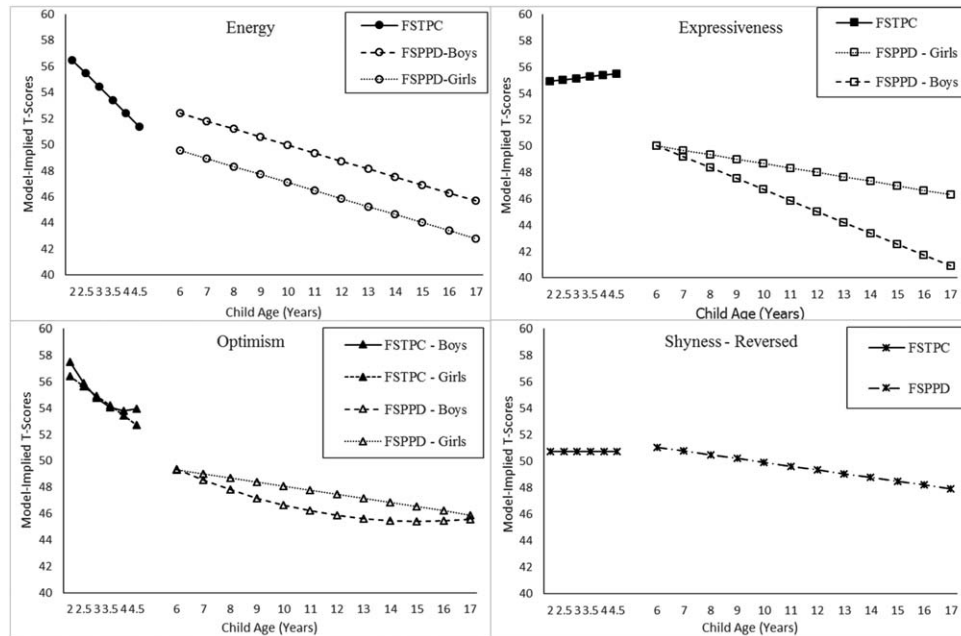 Energy
FSTPC
FSPPD-Boys
FSPPD-Girls
Model-Implied T-Scores
60
58
56
54
52
50
48
46
44
42
40
2 2.5 3 3.5 4 4.5 6 7 8 9 10 11 12 13 14 15 16 17
Child Age (Years)
Expressiveness
FSTPC
FSPPD - Girls
FSPPD - Boys
Model-Implied T-Scores
60
58
56
54
52
50
48
46
44
42
40
2 2.5 3 3.5 4 4.5 6 7 8 9 10 11 12 13 14 15 16 17
Child Age (Years)
Optimism
FSTPC - Boys
FSTPC - Girls
FSPPD - Boys
FSPPD - Girls
Model-Implied T-Scores
60
58
56
54
52
50
48
46
44
42
40
2 2.5 3 3.5 4 4.5 6 7 8 9 10 11 12 13 14 15 16 17
Child Age (Years)
Shyness - Reversed
FSTPC
FSPPD
Model-Implied T-Scores
60
58
56
54
52
50
48
46
44
42
40
2 2.5 3 3.5 4 4.5 6 7 8 9 10 11 12 13 14 15 16 17
Child Age (Years)